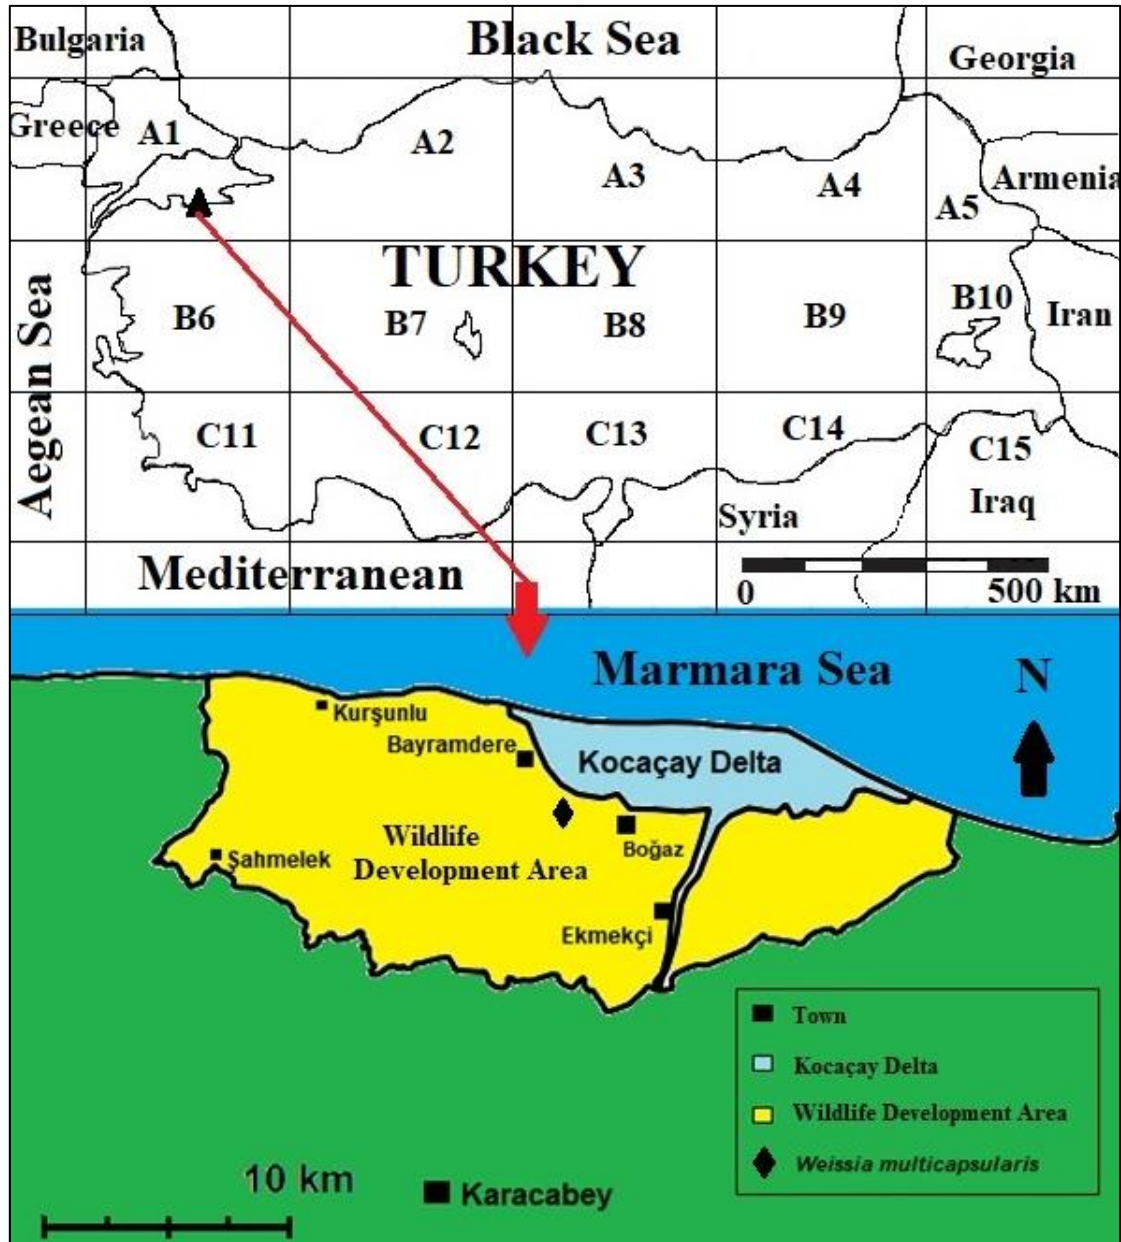 Bulgaria
Black Sea
Georgia
Greece
A1
A2
A3
A4
A5
Armenia
TURKEY
Aegean Sea
B6
B7
B8
B9
B10
Iran
C11
C12
C13
C14
C15
Iraq
Syria
Mediterranean
0
500 km
Marmara Sea
N
Kurşunlu
Bayramdere
Kocaçay Delta
Wildlife
Development Area
Boğaz
Şahmelek
Ekmekçi
Town
Kocaçay Delta
Wildlife Development Area
Weissia multicapsularis
10 km
Karacabey